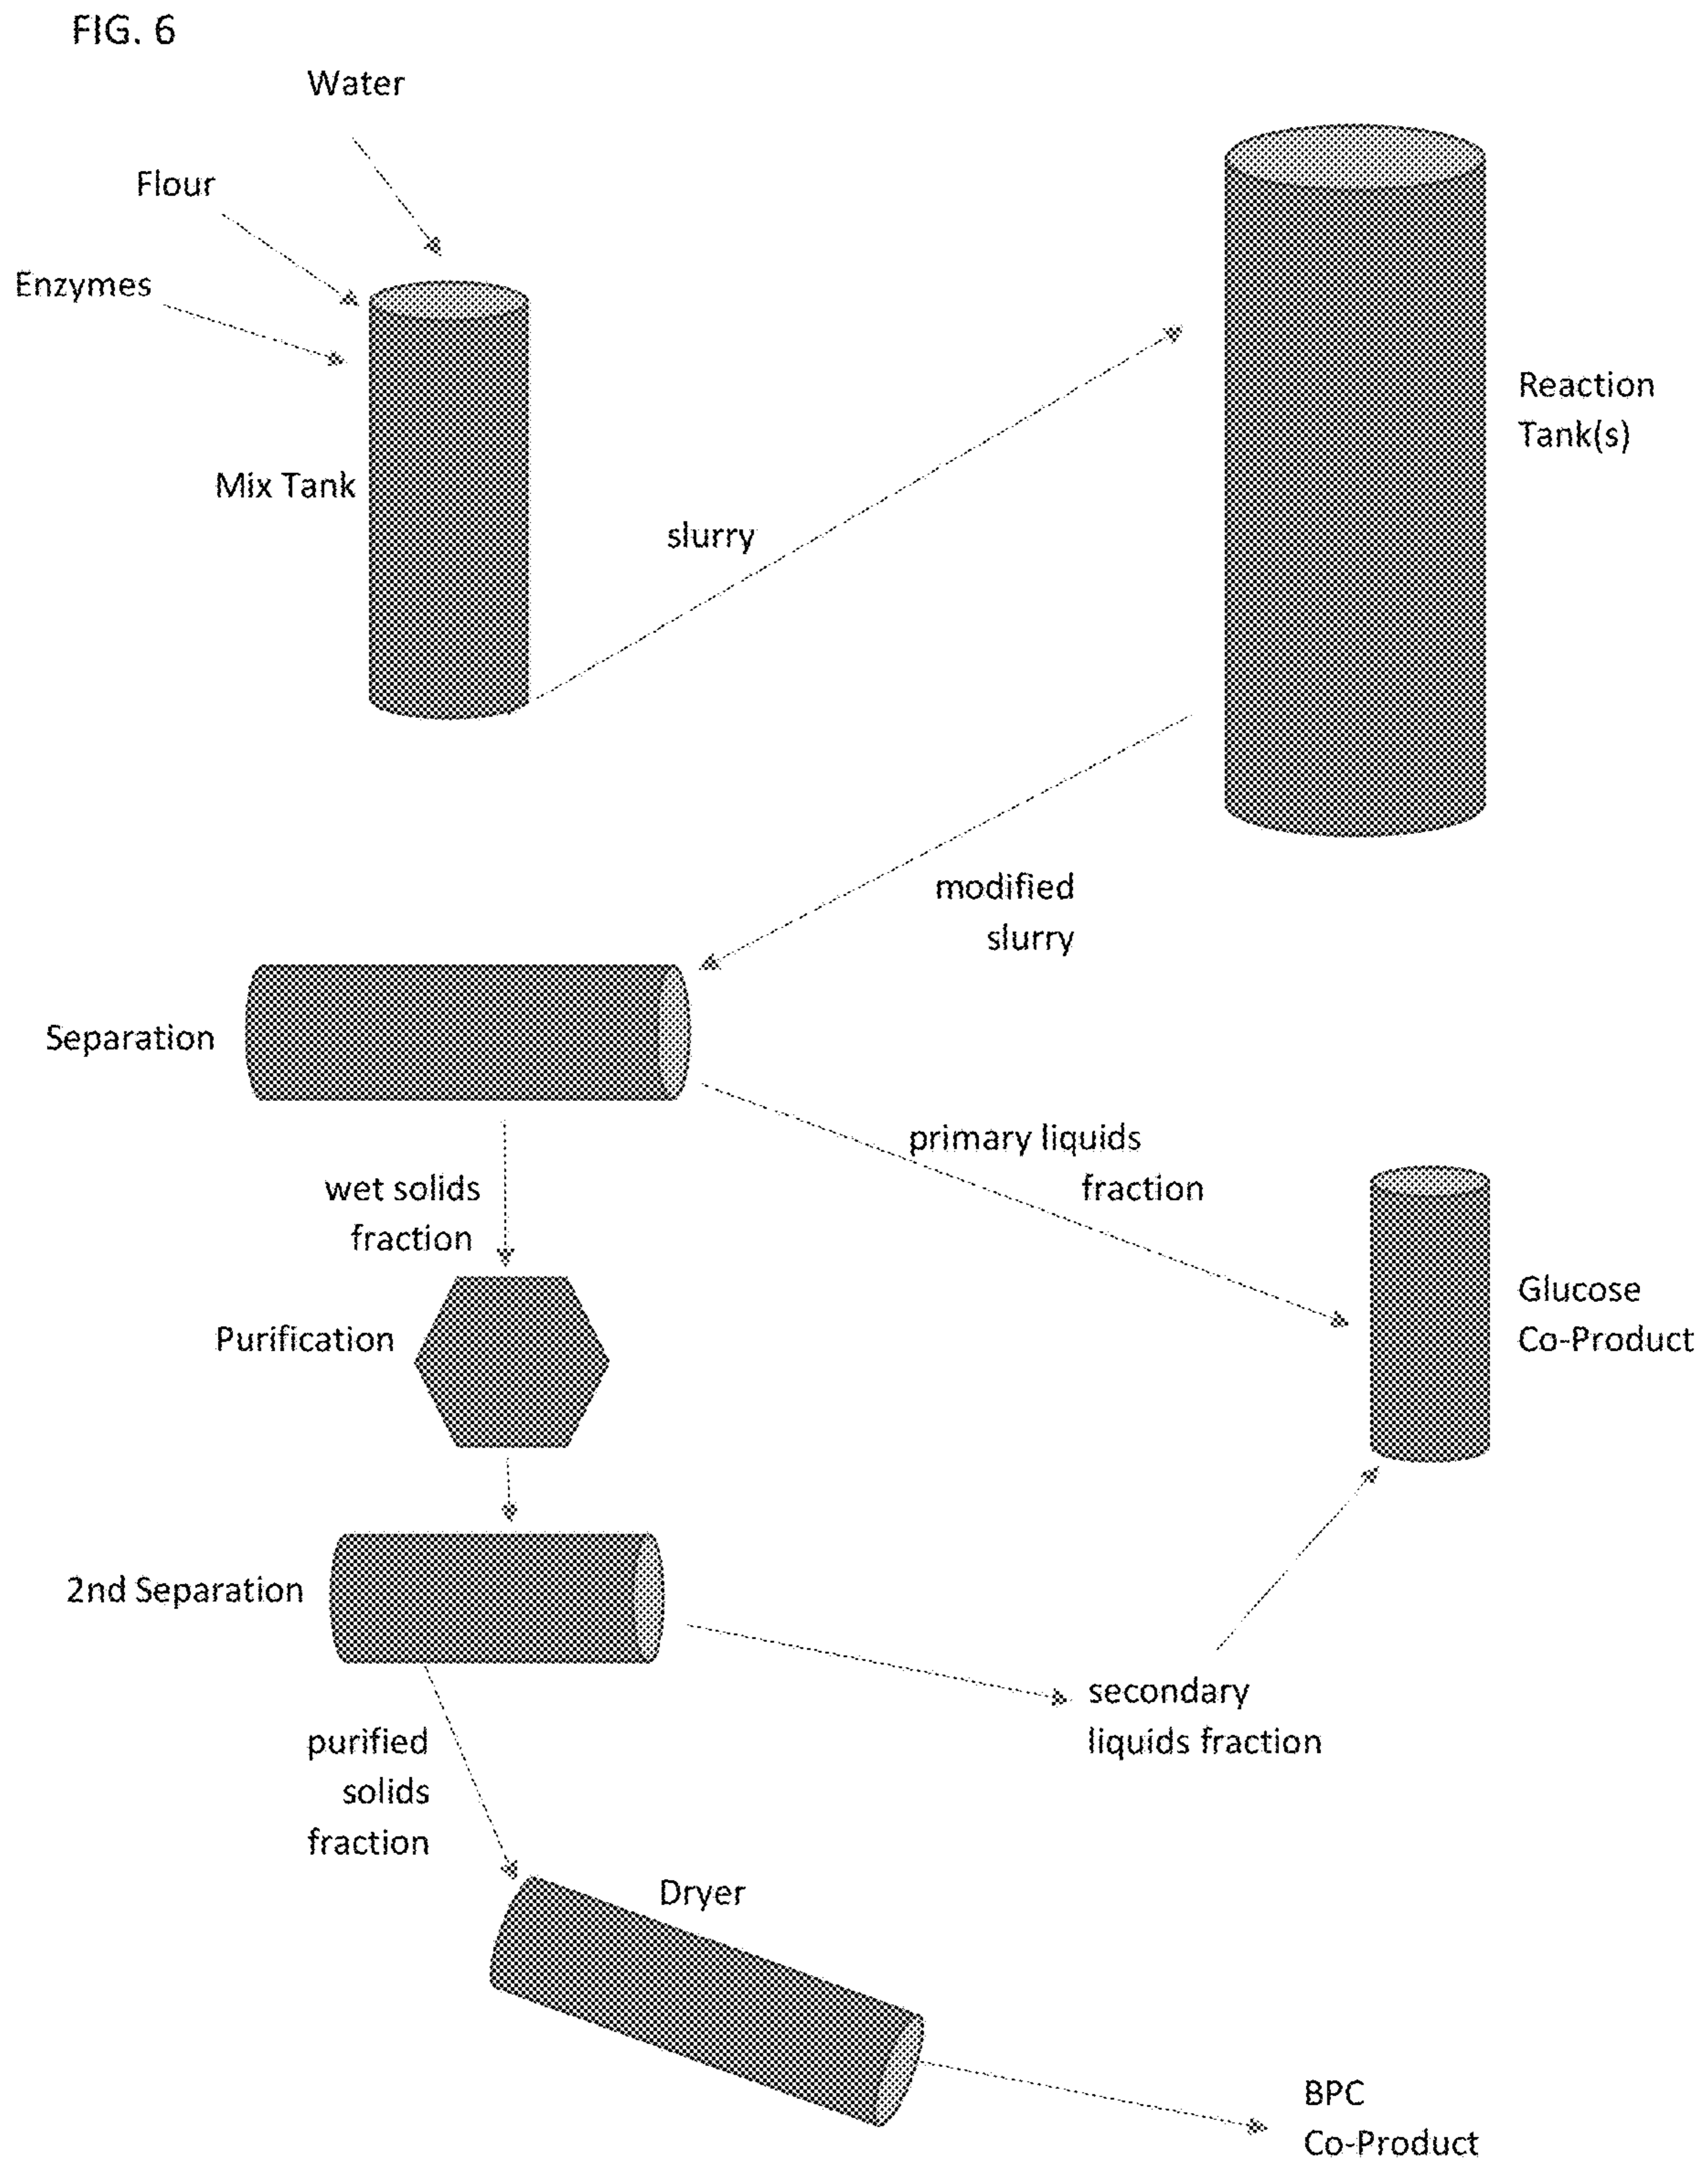 FIG. 6
Water
Flour
Enzymes
Reaction
Tank(s)
Mix Tank
slurry
modified
slurry
Separation
primary liquids
fraction
wet solids
fraction
Glucose
Co-Product
Purification
2nd Separation
secondary
liquids fraction
purified
solids
fraction
Dryer
BPC
Co-Product